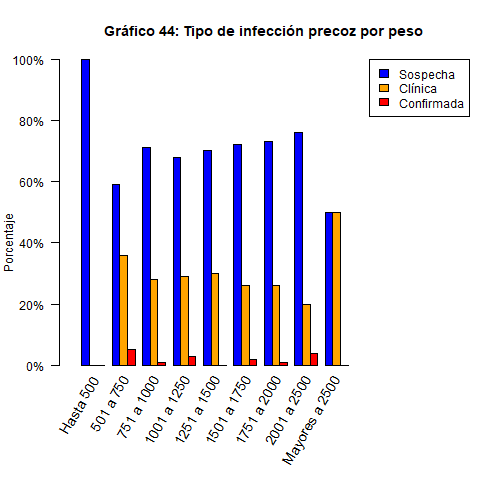 Gráfico 44: Tipo de infección precoz por peso
Sospecha
Clínica
Confirmada
Porcentaje
100%
80%
60%
40%
20%
0%
Hasta 500
501 a 750
751 a 1000
1001 a 1250
1251 a 1500
1501 a 1750
1751 a 2000
2001 a 2500
Mayores a 2500